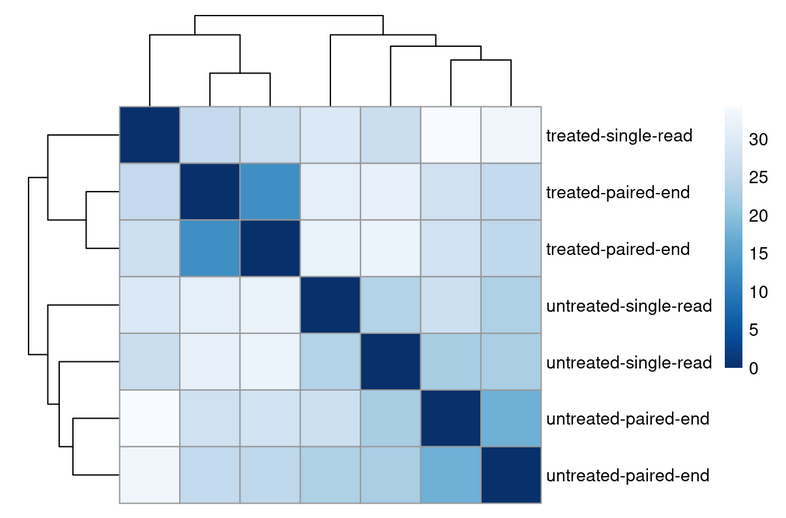 treated-single-read
treated-paired-end
treated-paired-end
untreated-single-read
untreated-single-read
untreated-paired-end
untreated-paired-end
30
25
20
15
10
5
0